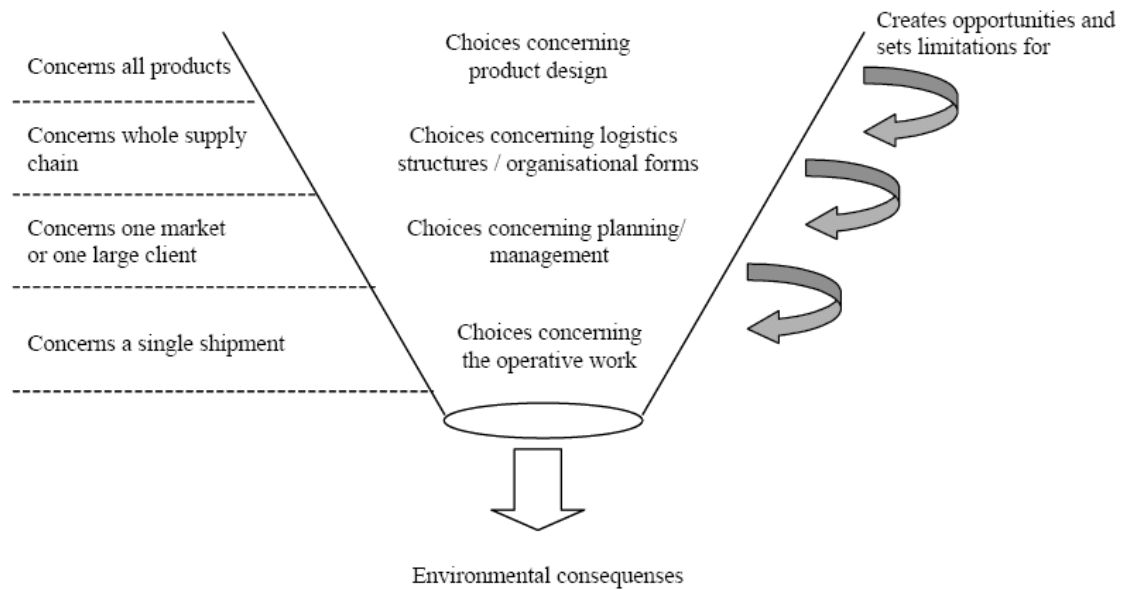 Creates opportunities and
sets limitations for
Concerns all products
Choices concerning
product design
Concerns whole supply
chain
Choices concerning logistics
structures / organisational forms
Concerns one market
or one large client
Choices concerning planning/
management
Concerns a single shipment
Choices concerning
the operative work
Environmental consequenses